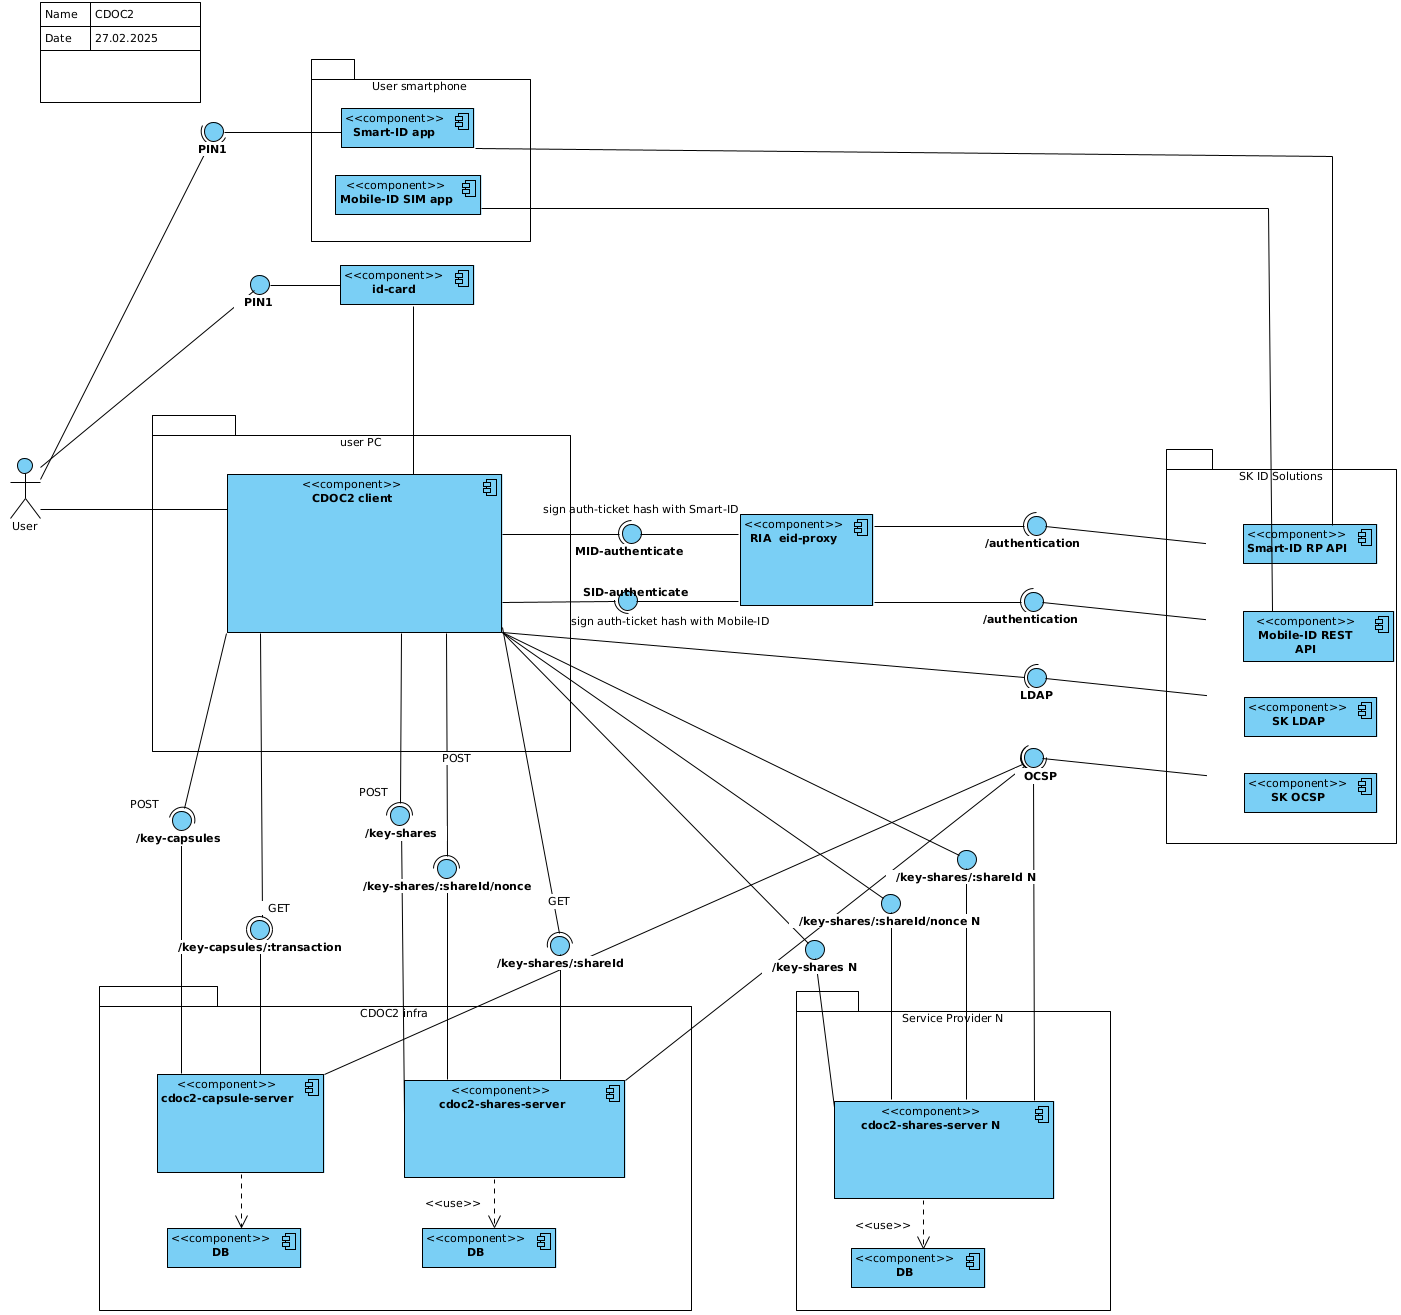 Name CDOC2
Date 27.02.2025
User smartphone
<<component>>
Smart-ID app
PIN1
<<component>>
Mobile-ID SIM app
<<component>>
id-card
PIN1
user PC
User
<<component>>
CDOC2 client
sign auth-ticket hash with Smart-ID
MID-authenticate
SID-authenticate
sign auth-ticket hash with Mobile-ID
<<component>>
RIA  eid-proxy
/authentication
/authentication
LDAP
OCSP
SK ID Solutions
<<component>>
Smart-ID RP API
<<component>>
Mobile-ID REST
API
<<component>>
SK LDAP
<<component>>
SK OCSP
POST
/key-capsules
GET
/key-capsules/:transaction
POST
/key-shares
POST
/key-shares/:shareId/nonce
GET
/key-shares/:shareId
/key-shares/:shareId N
/key-shares/:shareId/nonce N
/key-shares N
CDOC2 infra
<<component>>
cdoc2-capsule-server
<<component>>
DB
<<component>>
cdoc2-shares-server
<<use>>
<<component>>
DB
Service Provider N
<<component>>
cdoc2-shares-server N
<<use>>
<<component>>
DB